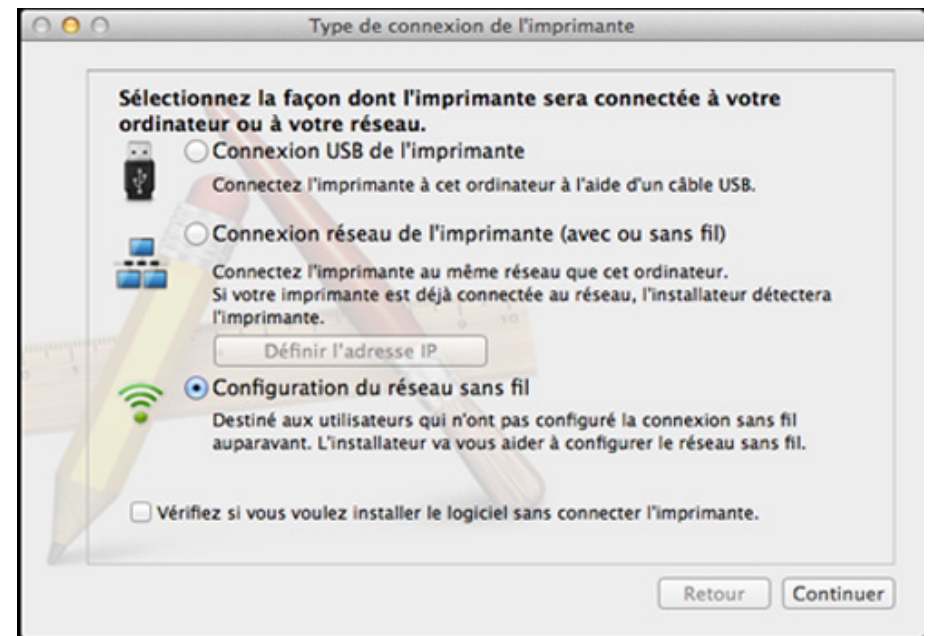 Type de connexion de l'imprimante
Sélectionnez la façon dont l'imprimante sera connectée à votre
ordinateur ou à votre réseau.
Connexion USB de l'imprimante
Connectez l'imprimante à cet ordinateur à l'aide d'un câble USB.
Connexion réseau de l'imprimante (avec ou sans fil)
Connectez l'imprimante au même réseau que cet ordinateur.
Si votre imprimante est déjà connectée au réseau, l'installateur détectera
l'imprimante.
Définir l'adresse IP
Configuration du réseau sans fil
Destiné aux utilisateurs qui n'ont pas configuré la connexion sans fil
auparavant. L'installateur va vous aider à configurer le réseau sans fil.
Vérifiez si vous voulez installer le logiciel sans connecter l'imprimante.
Retour Continuer